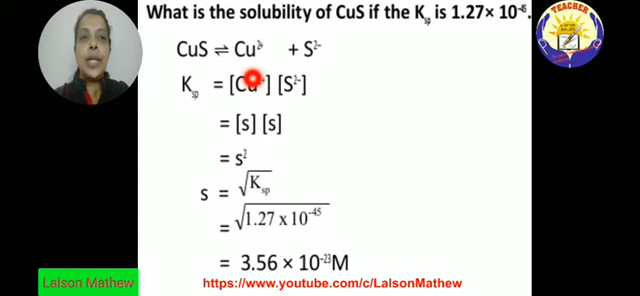 What is the solubility of CuS if the Ksp is 1.27× 10⁻⁴⁵.
TEACHER
CuS ⇌ Cu²⁺ + S²⁻
Ksp = [Cu²⁺] [S²⁻]
= [s] [s]
= s²
s = √Ksp
= √1.27 x 10⁻⁴⁵
= 3.56 × 10⁻²³M
Lalson Mathew
https://www.youtube.com/c/LalsonMathew